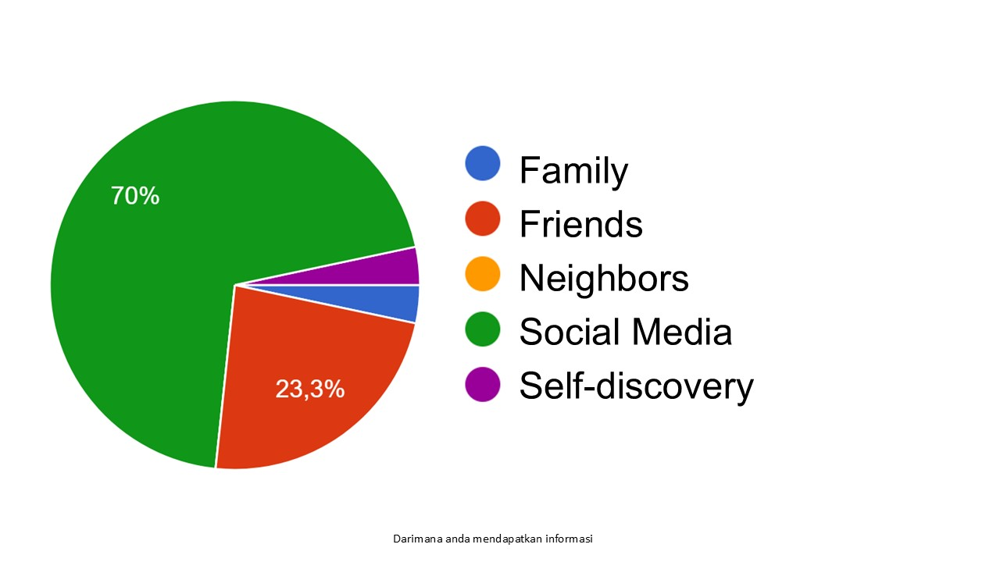 70%
23,3%
Family
Friends
Neighbors
Social Media
Self-discovery
Darimana anda mendapatkan informasi